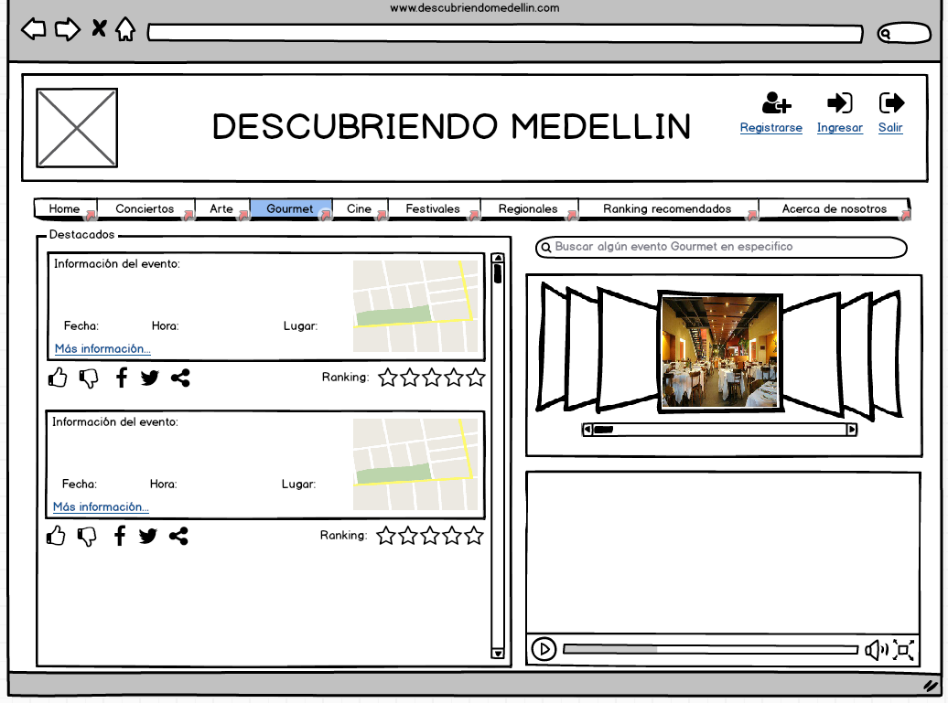 www.descubriendomedellin.com
DESCUBRIENDO MEDELLIN
Registrarse Ingresar Salir
Home Conciertos Arte Gourmet Cine Festivales Regionales Ranking recomendados Acerca de nosotros
Destacados
Buscar algún evento Gourmet en especifico
Información del evento:
Fecha: Hora: Lugar:
Más información...
Ranking:
Información del evento:
Fecha: Hora: Lugar:
Más información...
Ranking: